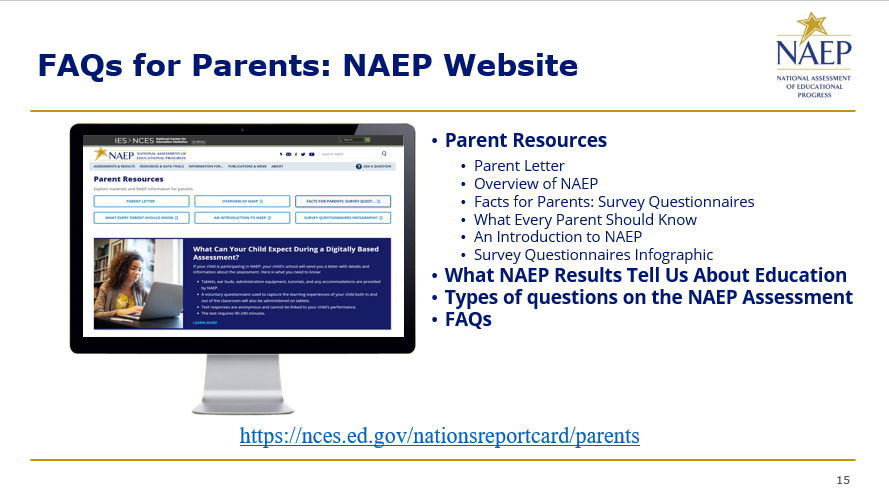 FAQs for Parents: NAEP Website
NAEP
NATIONAL ASSESSMENT
OF EDUCATIONAL
PROGRESS
IES NCES National Center for
Education Statistics
NAEP NATIONAL ASSESSMENT OF
EDUCATIONAL PROGRESS
Search NAEP
ASSESSMENTS & RESULTS RESOURCES & DATA TOOLS INFORMATION FOR... PUBLICATIONS & NEWS ABOUT ? ASK A QUESTION
Parent Resources
Explore materials and NAEP information for parents.
PARENT LETTER OVERVIEW OF NAEP FACTS FOR PARENTS: SURVEY QUEST...
WHAT EVERY PARENT SHOULD KNOW AN INTRODUCTION TO NAEP SURVEY QUESTIONNAIRES INFOGRAPHIC
What Can Your Child Expect During a Digitally Based
Assessment?
If your child is participating in NAEP, your child's school will send you a letter with details and
information about the assessment. Here is what you need to know:
• Tablets, ear buds, administration equipment, tutorials, and any accommodations are provided
by NAEP.
• A voluntary questionnaire used to capture the learning experiences of your child both in and
out of the classroom will also be administered on tablets.
• Test responses are anonymous and cannot be linked to your child's performance.
• The test requires 90-240 minutes.
LEARN MORE
• Parent Resources
• Parent Letter
• Overview of NAEP
• Facts for Parents: Survey Questionnaires
• What Every Parent Should Know
• An Introduction to NAEP
• Survey Questionnaires Infographic
• What NAEP Results Tell Us About Education
• Types of questions on the NAEP Assessment
• FAQs
https://nces.ed.gov/nationsreportcard/parents
15